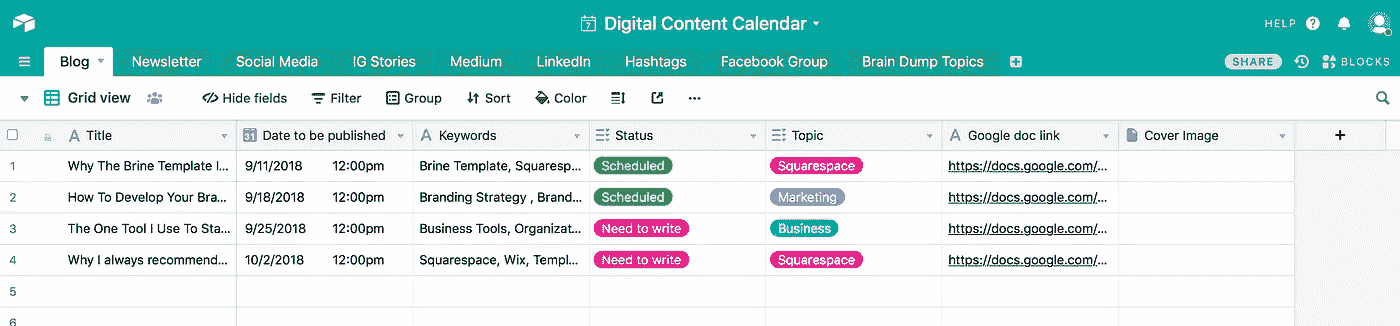 Digital Content Calendar
HELP ?
Blog Newsletter Social Media IG Stories Medium LinkedIn Hashtags Facebook Group Brain Dump Topics SHARE BLOCKS
Grid view Hide fields Filter Group Sort Color ...
A Title 31 Date to be published A Keywords Status Topic A Google doc link Cover Image +
1 Why The Brine Template I... 9/11/2018 12:00pm Brine Template, Squaresp... Scheduled Squarespace https://docs.google.com/...
2 How To Develop Your Bra... 9/18/2018 12:00pm Branding Strategy , Brand... Scheduled Marketing https://docs.google.com/...
3 The One Tool I Use To Sta... 9/25/2018 12:00pm Business Tools, Organizat... Need to write Business https://docs.google.com/...
4 Why I always recommend... 10/2/2018 12:00pm Squarespace, Wix, Templ... Need to write Squarespace https://docs.google.com/...
5
6